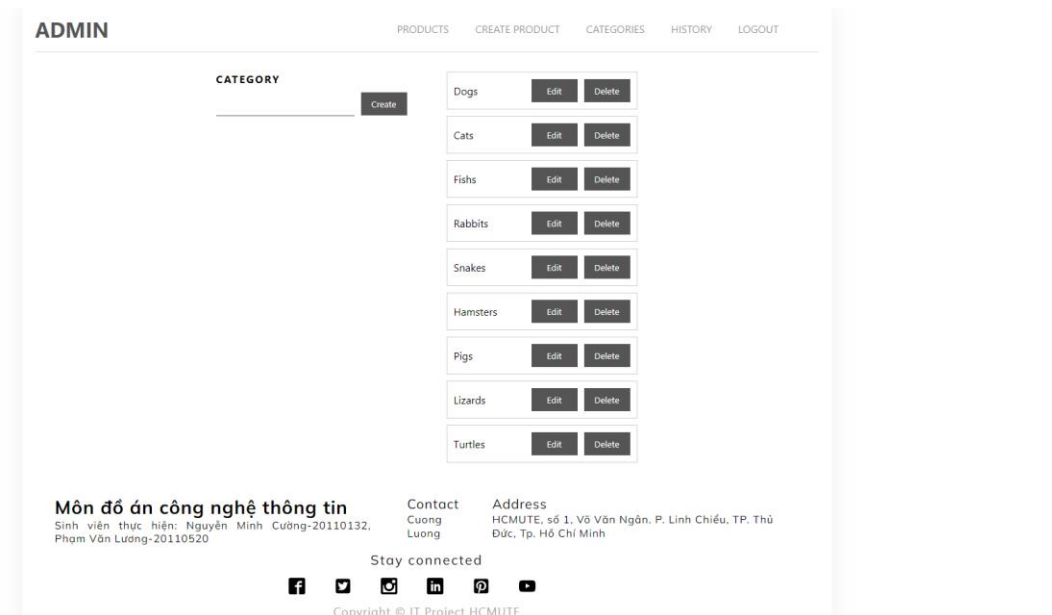 ADMIN
PRODUCTS CREATE PRODUCT CATEGORIES HISTORY LOGOUT
CATEGORY
Create
Dogs Edit Delete
Cats Edit Delete
Fishs Edit Delete
Rabbits Edit Delete
Snakes Edit Delete
Hamsters Edit Delete
Pigs Edit Delete
Lizards Edit Delete
Turtles Edit Delete
Môn đồ án công nghệ thông tin
Sinh viên thực hiện: Nguyễn Minh Cường-20110132,
Phạm Văn Lương-20110520
Contact
Cuong
Luong
Address
HCMUTE, số 1, Võ Văn Ngân. P. Linh Chiểu, TP. Thủ
Đức, Tp. Hồ Chí Minh
Stay connected
Copyright © IT Project HCMUTE